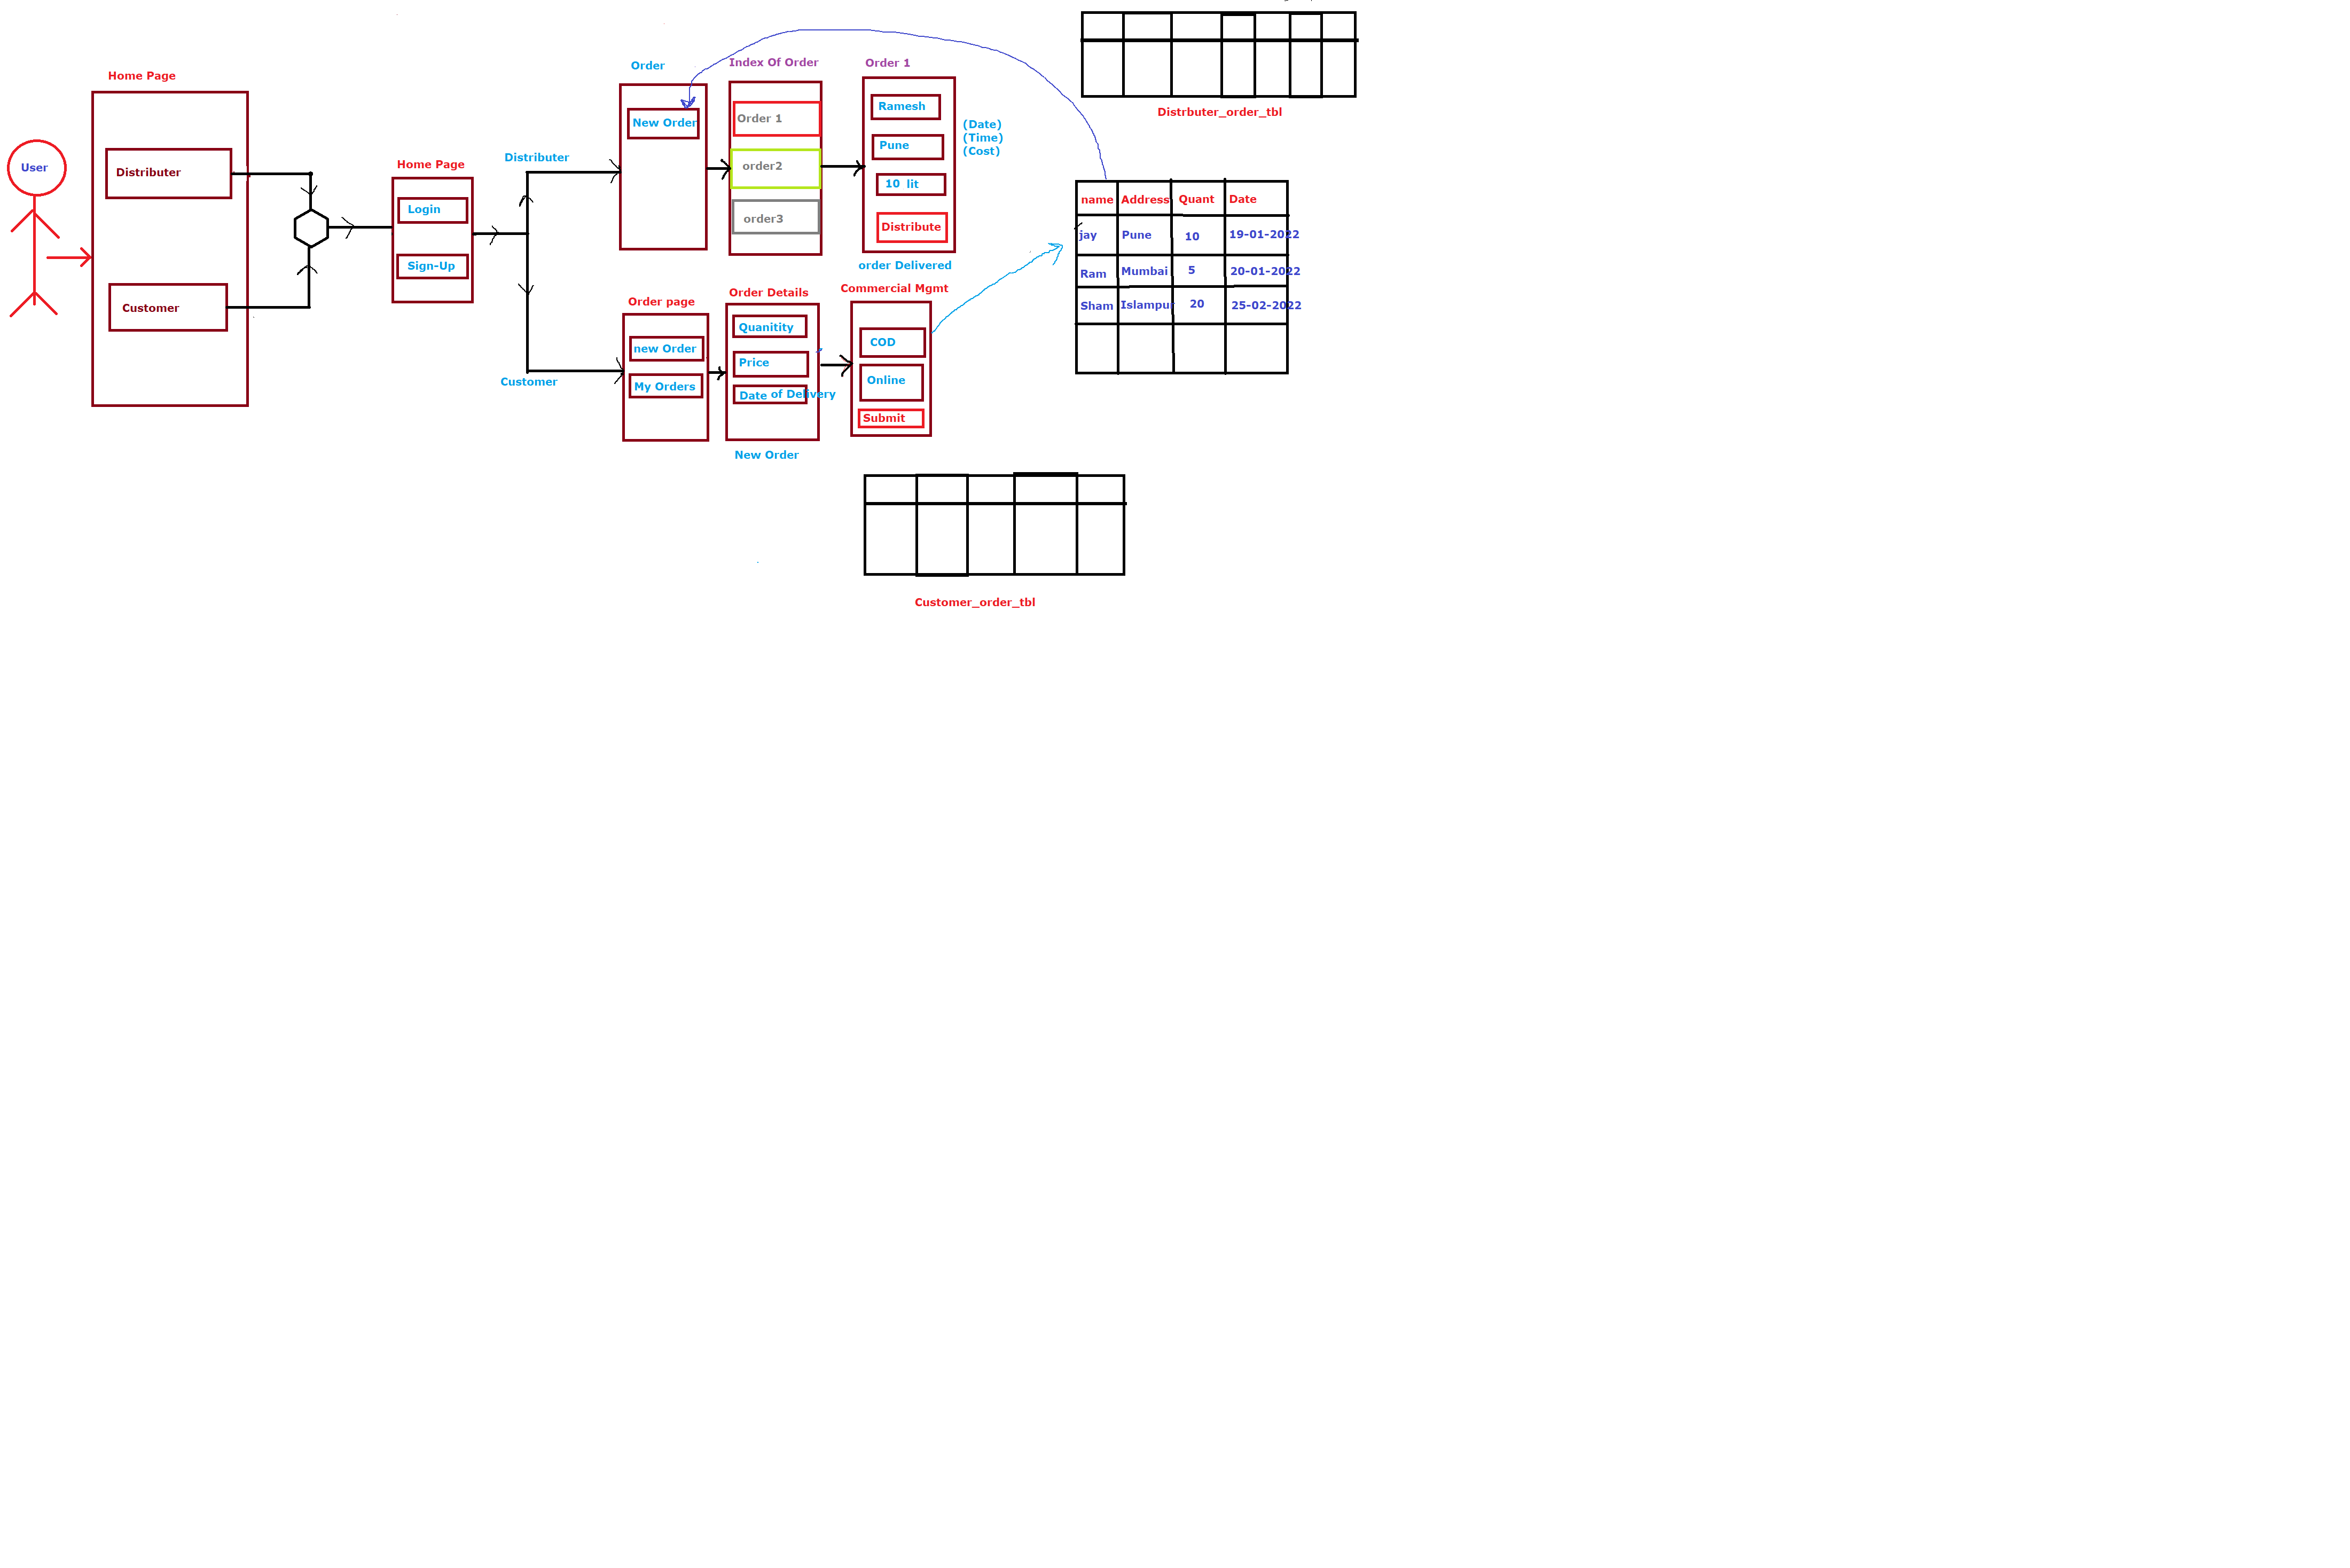 Home Page
User
Distributer
Customer
Home Page
Login
Sign-Up
Distributer
Customer
Order
New Order
Index Of Order
Order 1
order2
order3
Order 1
Ramesh
Pune
10 lit
Distribute
order Delivered
(Date)
(Time)
(Cost)
Order page
new Order
My Orders
Order Details
Quanitity
Price
Date of Delivery
New Order
Commercial Mgmt
COD
Online
Submit
Distrbuter_order_tbl
name Address Quant Date
jay Pune 10 19-01-2022
Ram Mumbai 5 20-01-2022
Sham Islampur 20 25-02-2022
Customer_order_tbl